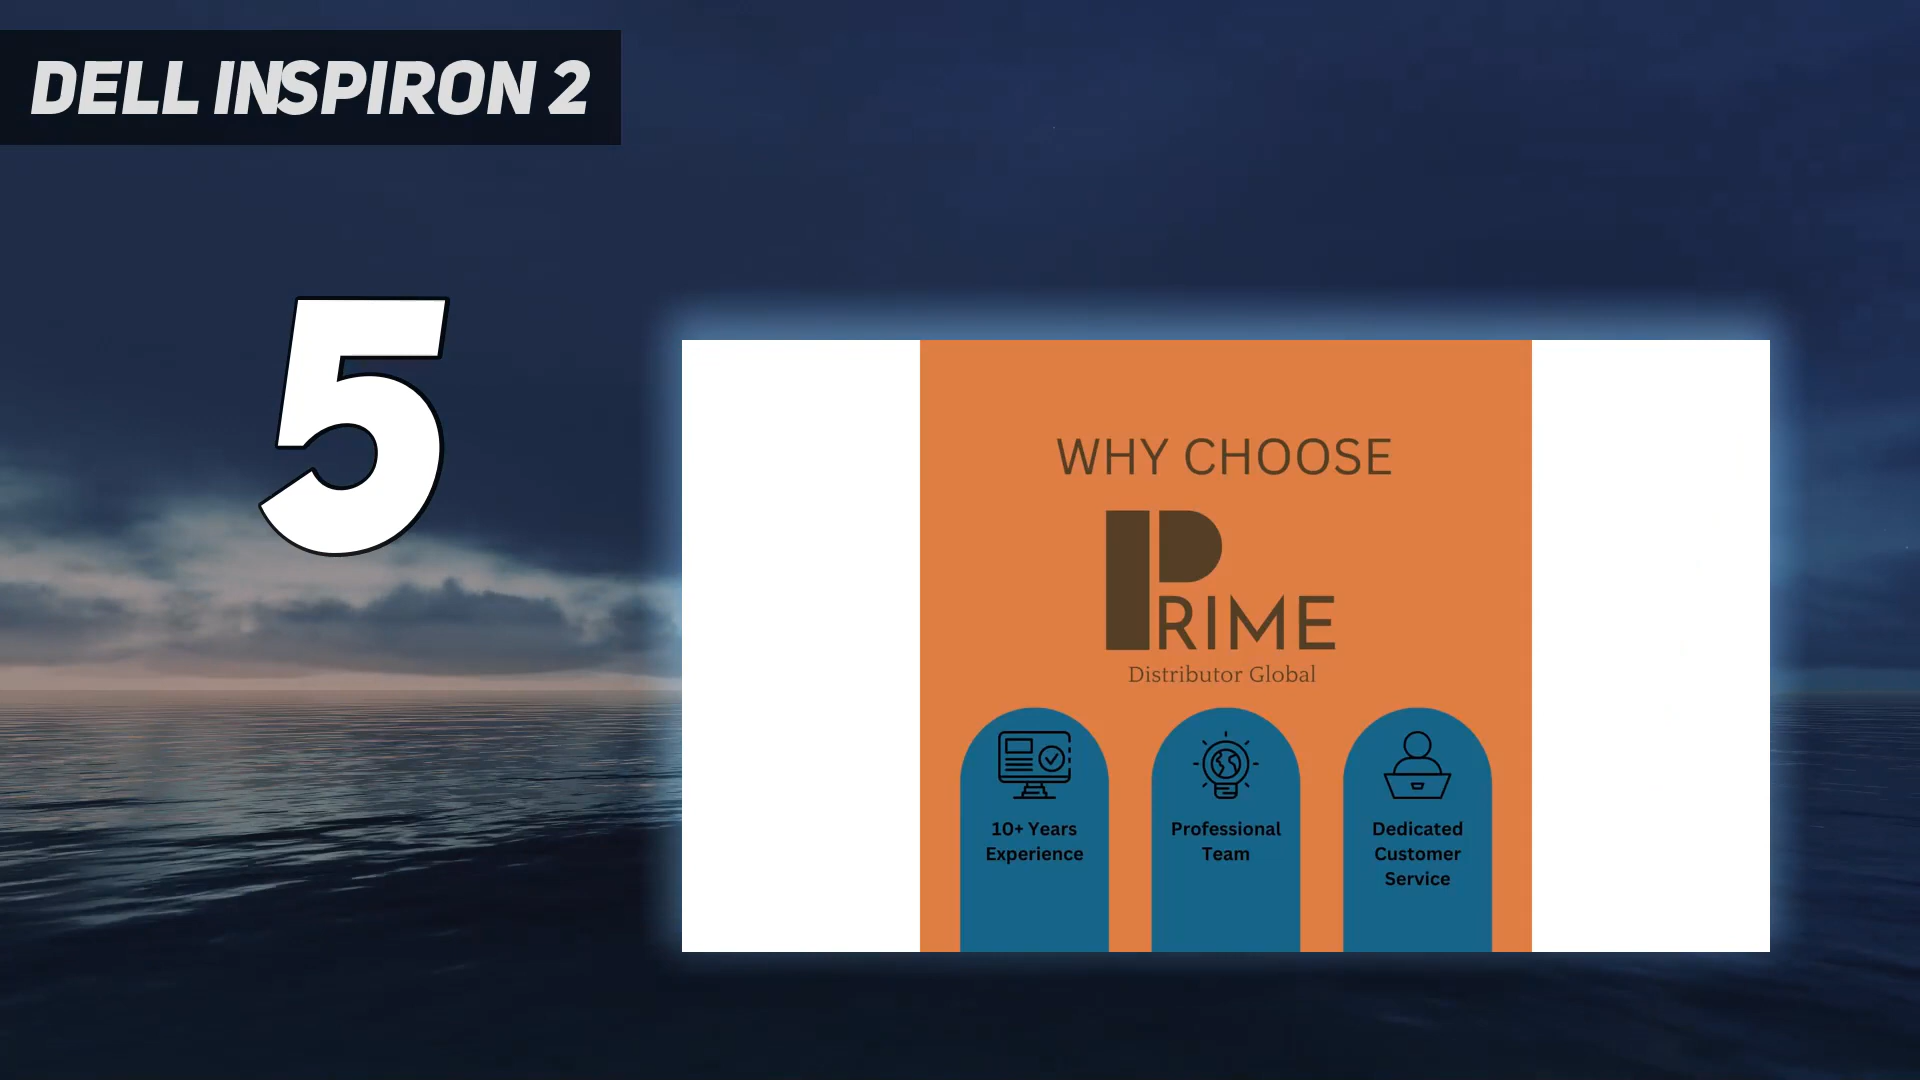 DELL INSPIRON 2
5
WHY CHOOSE
PRIME
Distributor Global
10+ Years
Experience
Professional
Team
Dedicated
Customer
Service